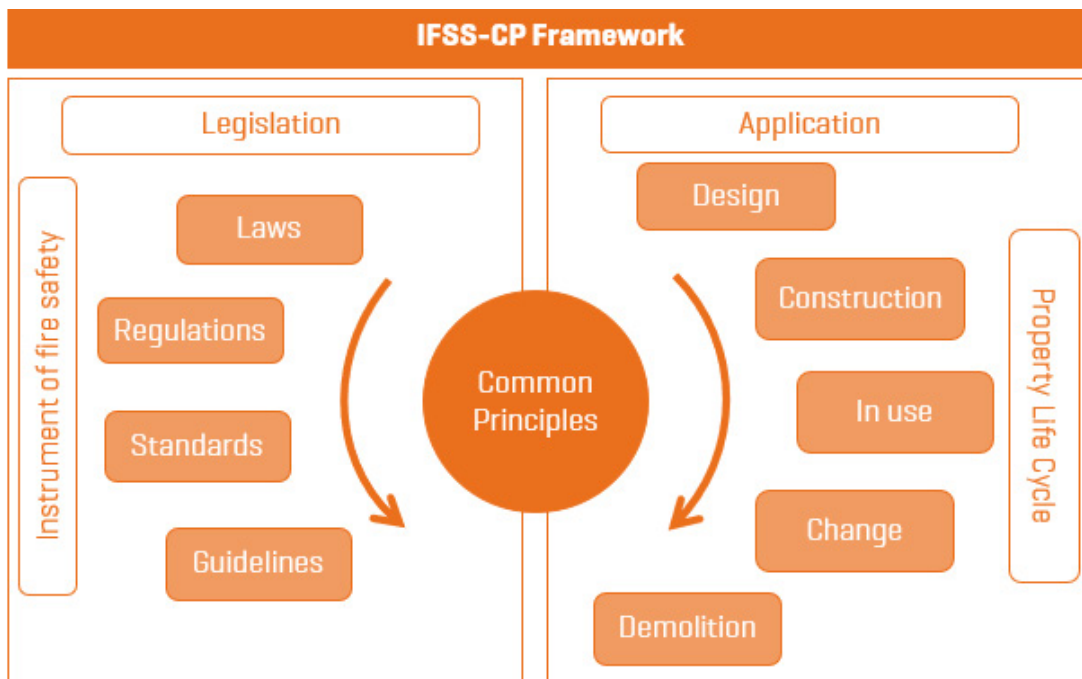 IFSS-CP Framework
Legislation
Instrument of fire safety
Laws
Regulations
Standards
Guidelines
Common
Principles
Application
Design
Construction
In use
Change
Demolition
Property Life Cycle